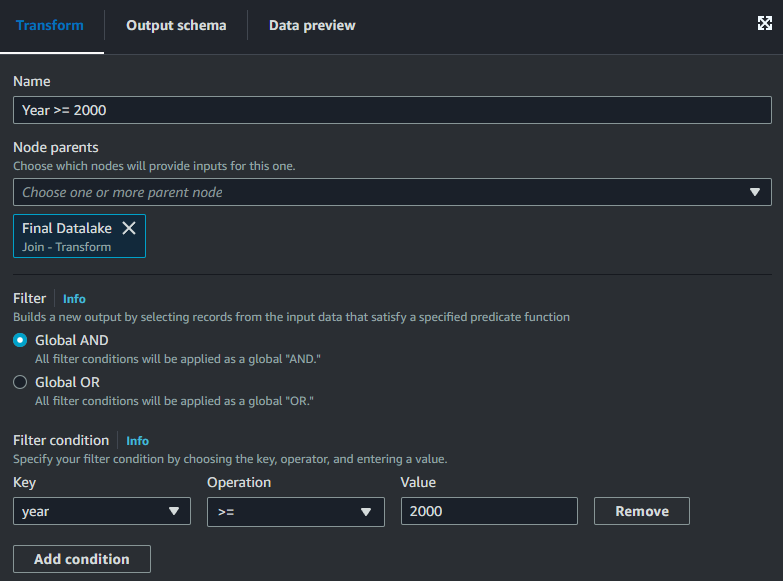 Transform Output schema Data preview
Name
Year >= 2000
Node parents
Choose which nodes will provide inputs for this one.
Choose one or more parent node
Final Datalake
Join - Transform
Filter Info
Builds a new output by selecting records from the input data that satisfy a specified predicate function
Global AND
All filter conditions will be applied as a global "AND."
Global OR
All filter conditions will be applied as a global "OR."
Filter condition Info
Specify your filter condition by choosing the key, operator, and entering a value.
Key Operation Value
year >= 2000 Remove
Add condition